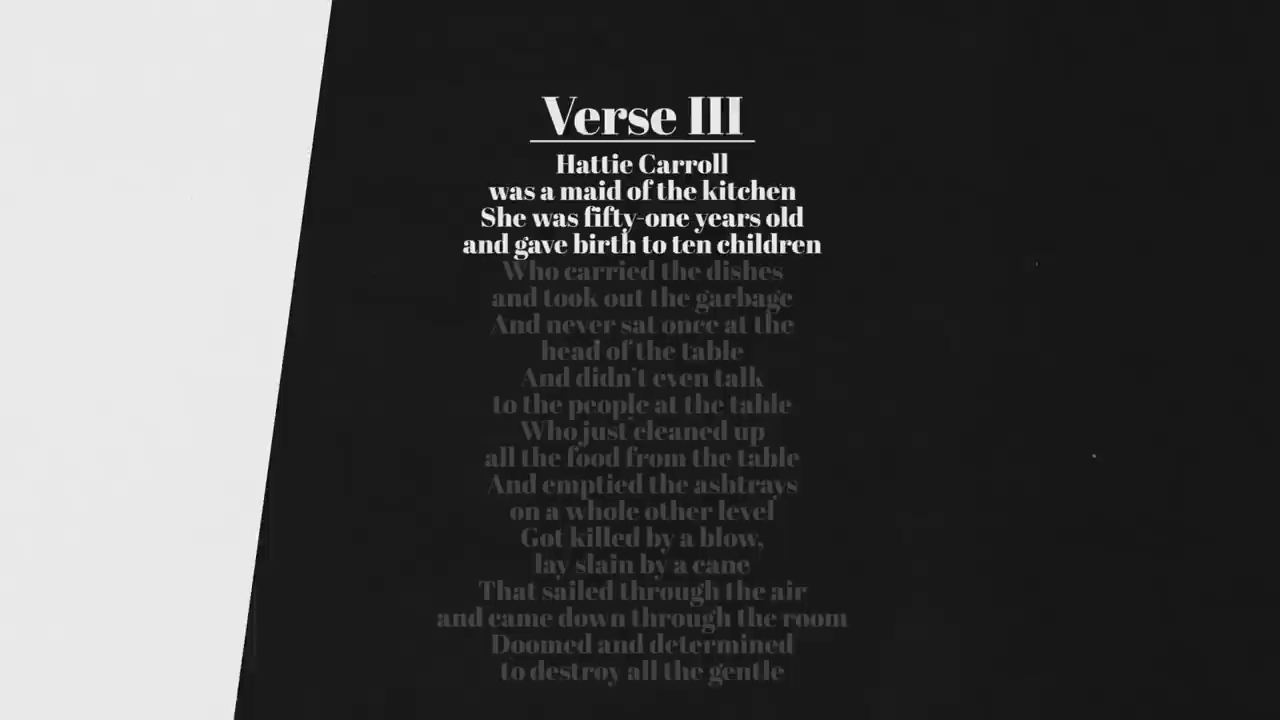 Verse III
Hattie Carroll
was a maid of the kitchen
She was fifty-one years old
and gave birth to ten children
Who carried the dishes
and took out the garbage
And never sat once at the
head of the table
And didn't even talk
to the people at the table
Who just cleaned up
all the food from the table
And emptied the ashtrays
on a whole other level
Got killed by a blow,
lay slain by a cane
That sailed through the air
and came down through the room
Doomed and determined
to destroy all the gentle